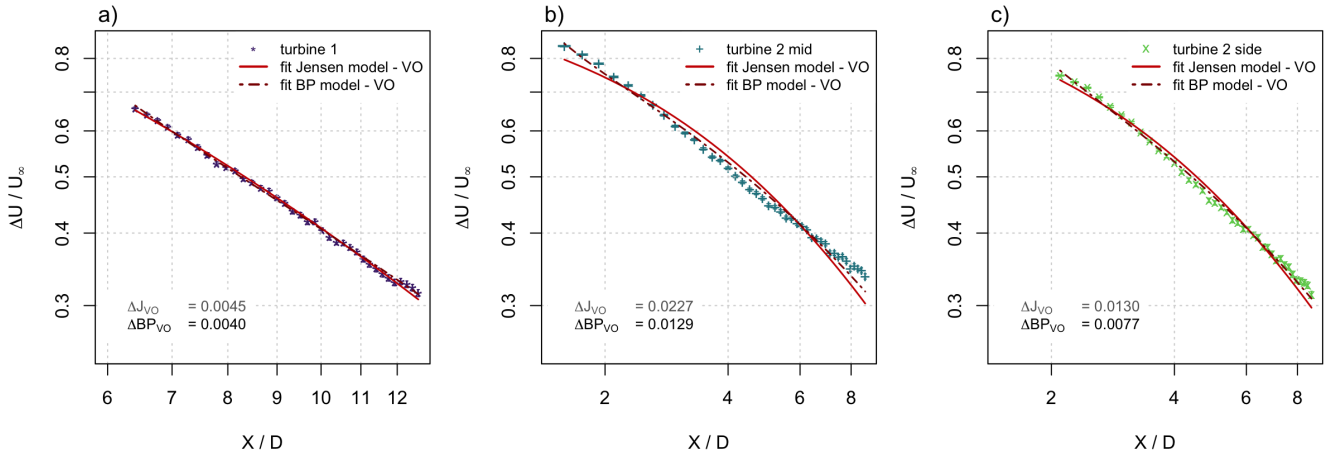 a)
turbine 1
fit Jensen model - VO
fit BP model - VO
0.8
0.6
0.5
0.4
0.3
ΔU / U∞
ΔJVO = 0.0045
ΔBPVO = 0.0040
6 7 8 9 10 11 12
X / D
b)
turbine 2 mid
fit Jensen model - VO
fit BP model - VO
0.8
0.6
0.5
0.4
0.3
ΔU / U∞
ΔJVO = 0.0227
ΔBPVO = 0.0129
2 4 6 8
X / D
c)
turbine 2 side
fit Jensen model - VO
fit BP model - VO
0.8
0.6
0.5
0.4
0.3
ΔU / U∞
ΔJVO = 0.0130
ΔBPVO = 0.0077
2 4 6 8
X / D